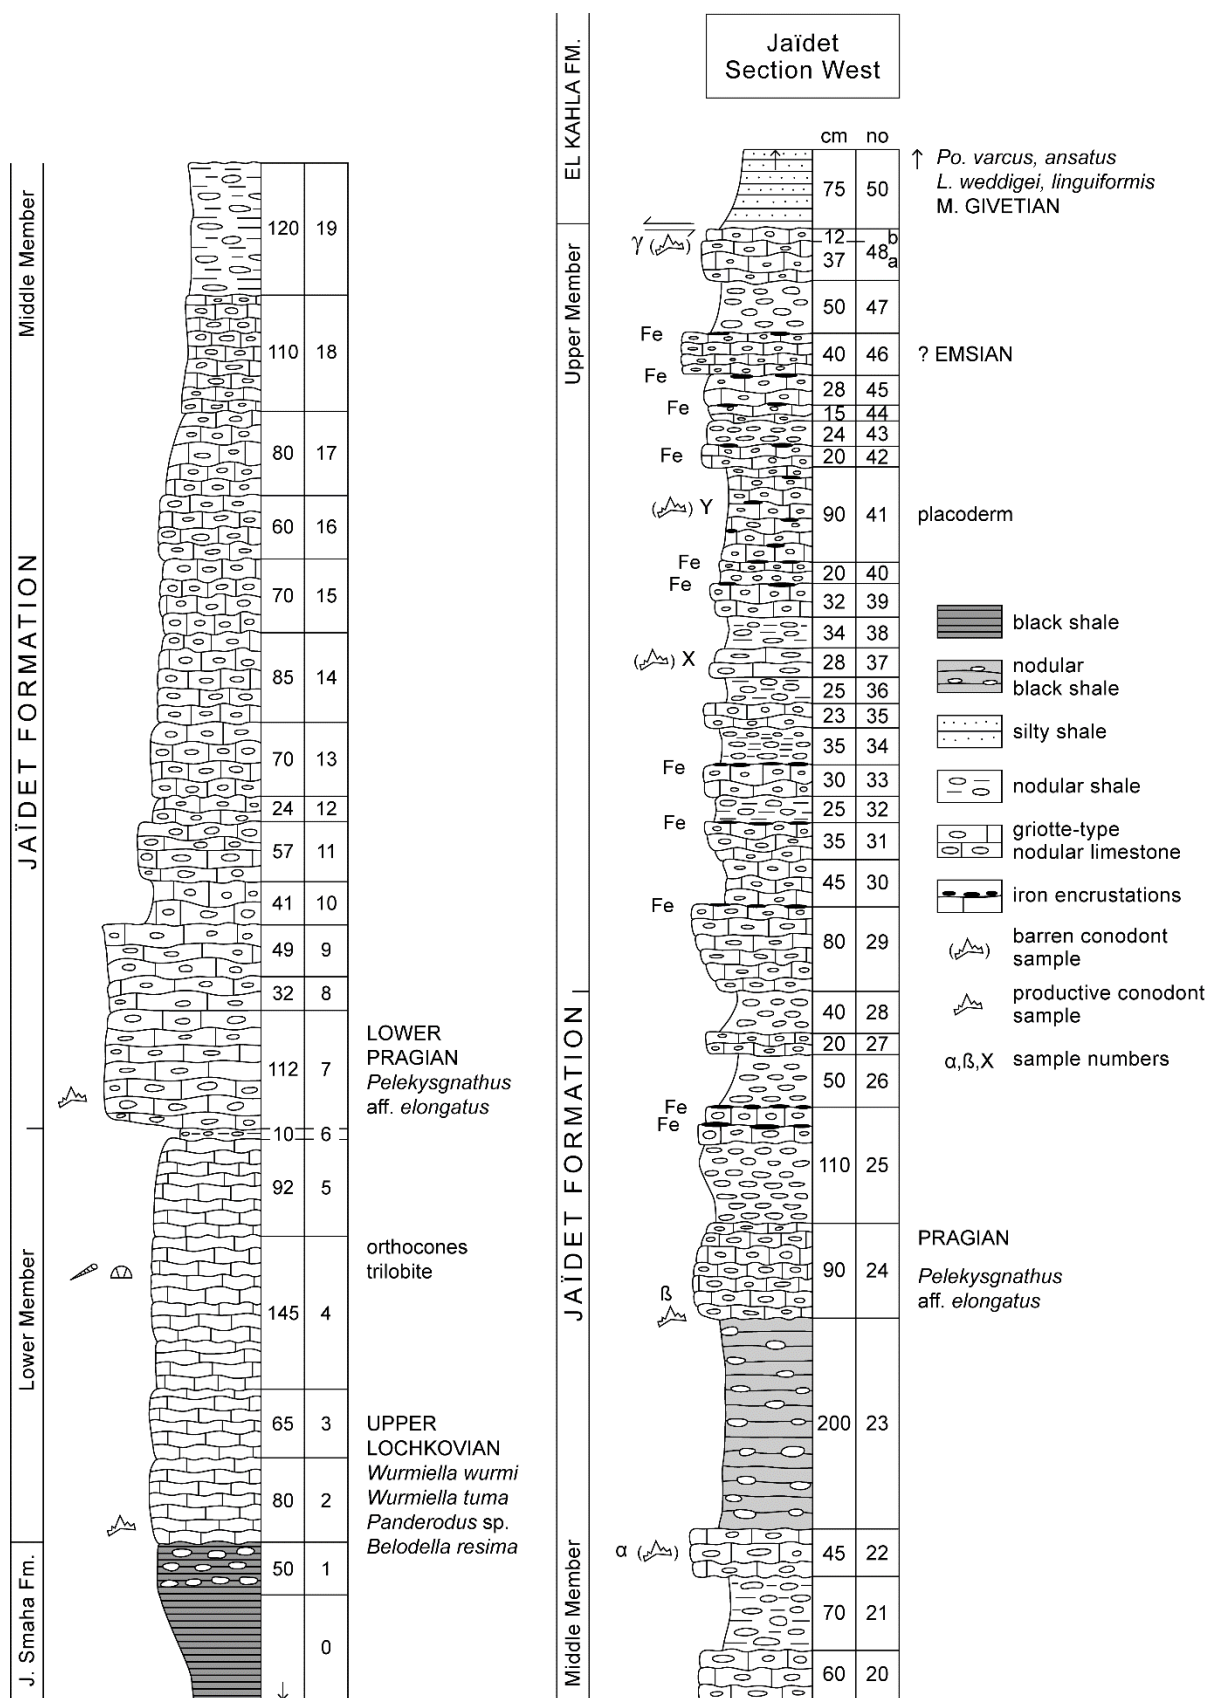 Jaïdet
Section West
EL KAHLA FM.
Upper Member
JAÏDET FORMATION
Middle Member
cm no
75 50
12 b
37 48 a
50 47
40 46
28 45
15 44
24 43
20 42
90 41
20 40
32 39
34 38
28 37
25 36
23 35
35 34
30 33
25 32
35 31
45 30
80 29
40 28
20 27
50 26
110 25
90 24
200 23
45 22
70 21
60 20
↑ Po. varcus, ansatus
L. weddigei, linguiformis
M. GIVETIAN
γ
Fe
? EMSIAN
Fe
Fe
Fe
Y
placoderm
Fe
Fe
X
Fe
Fe
Fe
Fe
Fe
PRAGIAN
Pelekysgnathus
aff. elongatus
ß
α
Middle Member
JAÏDET FORMATION
Lower Member
J. Smaha Fm.
120 19
110 18
80 17
60 16
70 15
85 14
70 13
24 12
57 11
41 10
49 9
32 8
112 7
10 6
92 5
145 4
65 3
80 2
50 1
0
LOWER
PRAGIAN
Pelekysgnathus
aff. elongatus
orthocones
trilobite
UPPER
LOCHKOVIAN
Wurmiella wurmi
Wurmiella tuma
Panderodus sp.
Belodella resima
black shale
nodular
black shale
silty shale
nodular shale
griotte-type
nodular limestone
iron encrustations
barren conodont
sample
productive conodont
sample
α,ß,X sample numbers